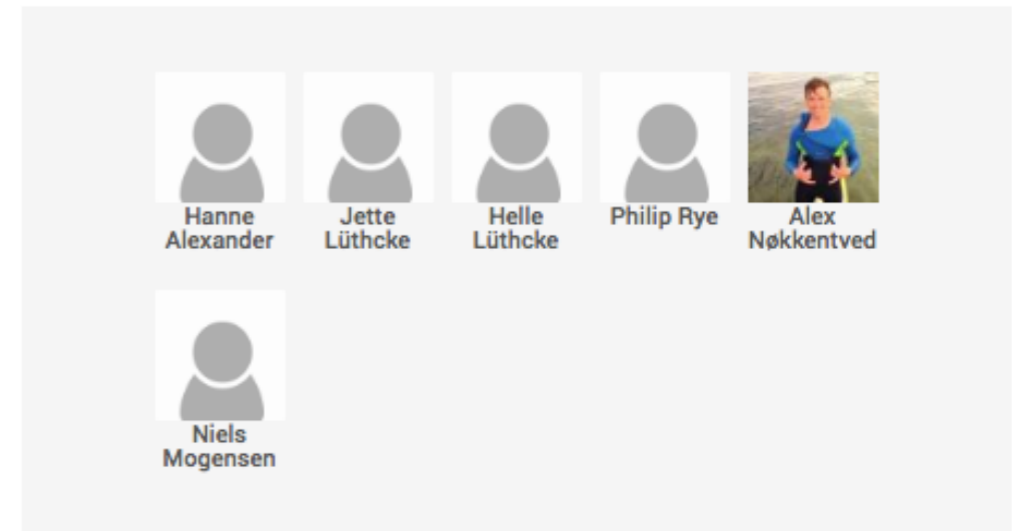 Hanne
Alexander
Jette
Lüthcke
Helle
Lüthcke
Philip Rye
Alex
Nøkkentved
Niels
Mogensen